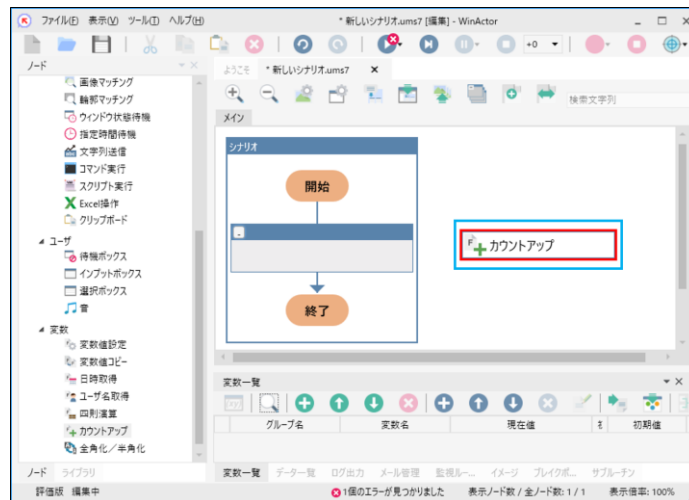 ファイル(F) 表示(V) ツール(T) ヘルプ(H)
* 新しいシナリオ.ums7 [編集] - WinActor
+0
ノード
画像マッチング
輪郭マッチング
ウィンドウ状態待機
指定時間待機
文字列送信
コマンド実行
スクリプト実行
Excel操作
クリップボード
ユーザ
待機ボックス
インプットボックス
選択ボックス
音
変数
変数値設定
変数値コピー
日時取得
ユーザ名取得
四則演算
カウントアップ
全角化/半角化
ノード ライブラリ
ようこそ * 新しいシナリオ.ums7
検索文字列
メイン
シナリオ
開始
終了
カウントアップ
変数一覧
グループ名 変数名 現在値 初期値
変数一覧 データ一覧 ログ出力 メール管理 監視ルー... イメージ ブレイクポ... サブルーチン
評価版 編集中 1個のエラーが見つかりました 表示ノード数/全ノード数: 1/1 表示倍率: 100%